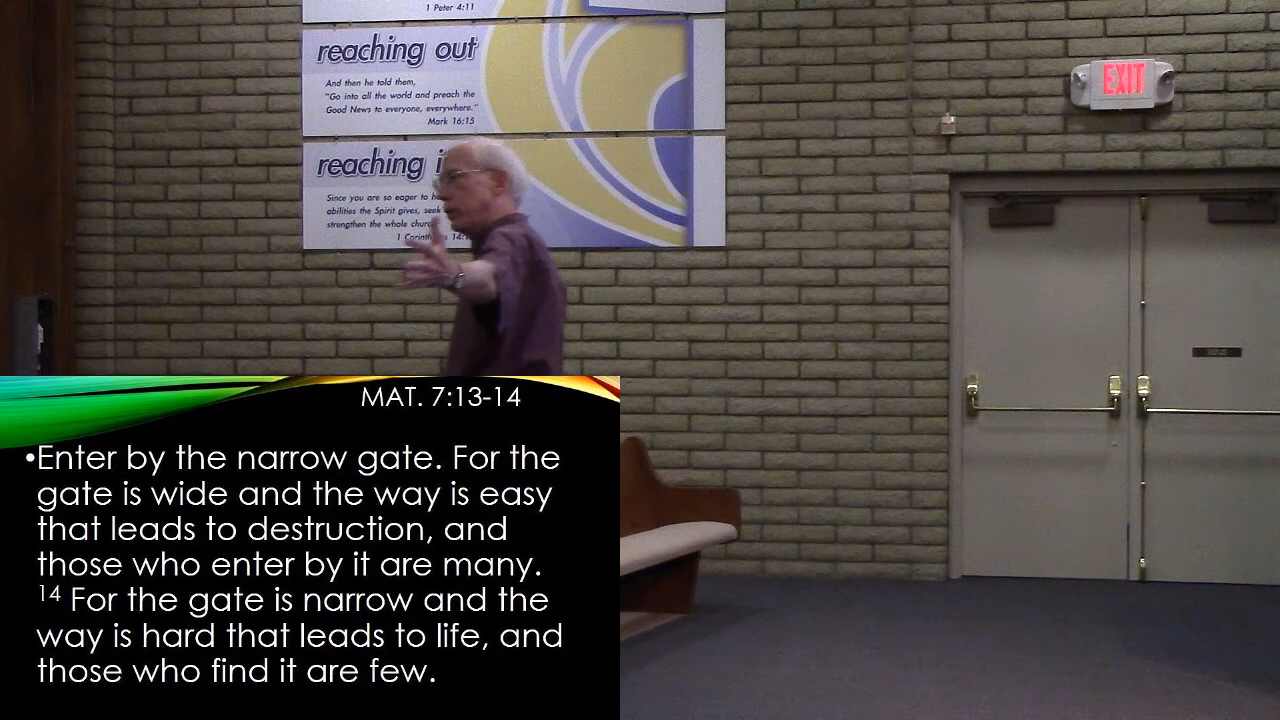 1 Peter 4:11
reaching out
And then he told them,
"Go into all the world and preach the
Good News to everyone, everywhere."
Mark 16:15
reaching
Since you are so eager to
abilities the Spirit gives, seek
strengthen the whole
1
EXIT
MAT. 7:13-14
•Enter by the narrow gate. For the
gate is wide and the way is easy
that leads to destruction, and
those who enter by it are many.
14 For the gate is narrow and the
way is hard that leads to life, and
those who find it are few.